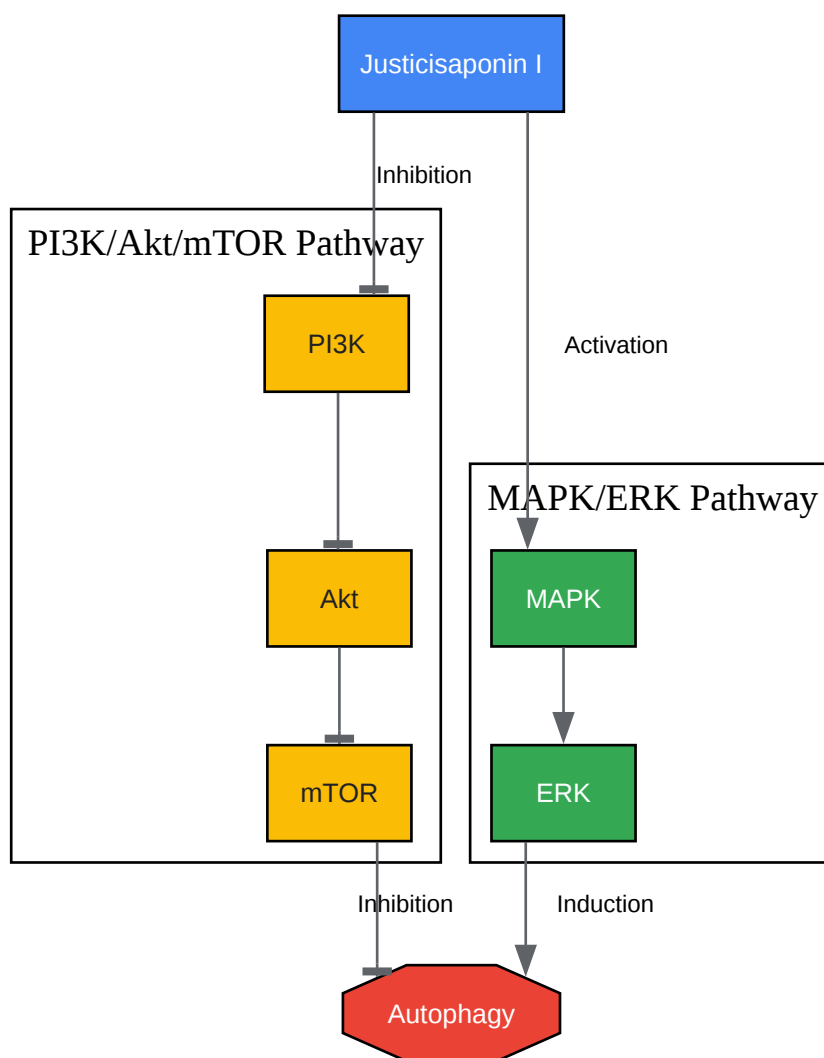 Justicisaponin I
Inhibition
PI3K/Akt/mTOR Pathway
PI3K
Activation
MAPK/ERK Pathway
Akt
MAPK
mTOR
ERK
Inhibition
Induction
Autophagy